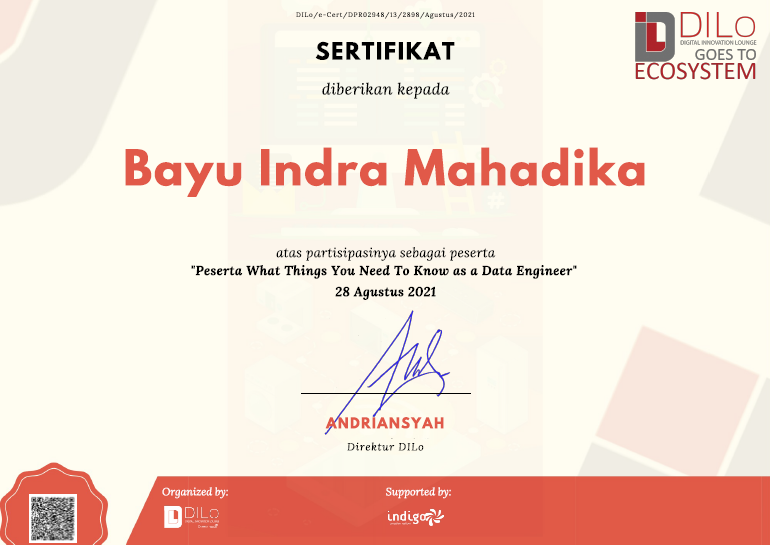 DILo/e-Cert/DPR02948/13/2898/Agustus/2021
DILo
DIGITAL INNOVATION LOUNGE
GOES TO
ECOSYSTEM
SERTIFIKAT
diberikan kepada
Bayu Indra Mahadika
atas partisipasinya sebagai peserta
"Peserta What Things You Need To Know as a Data Engineer"
28 Agustus 2021
ANDRIANSYAH
Direktur DILo
Organized by:
Supported by:
DILo
indigo